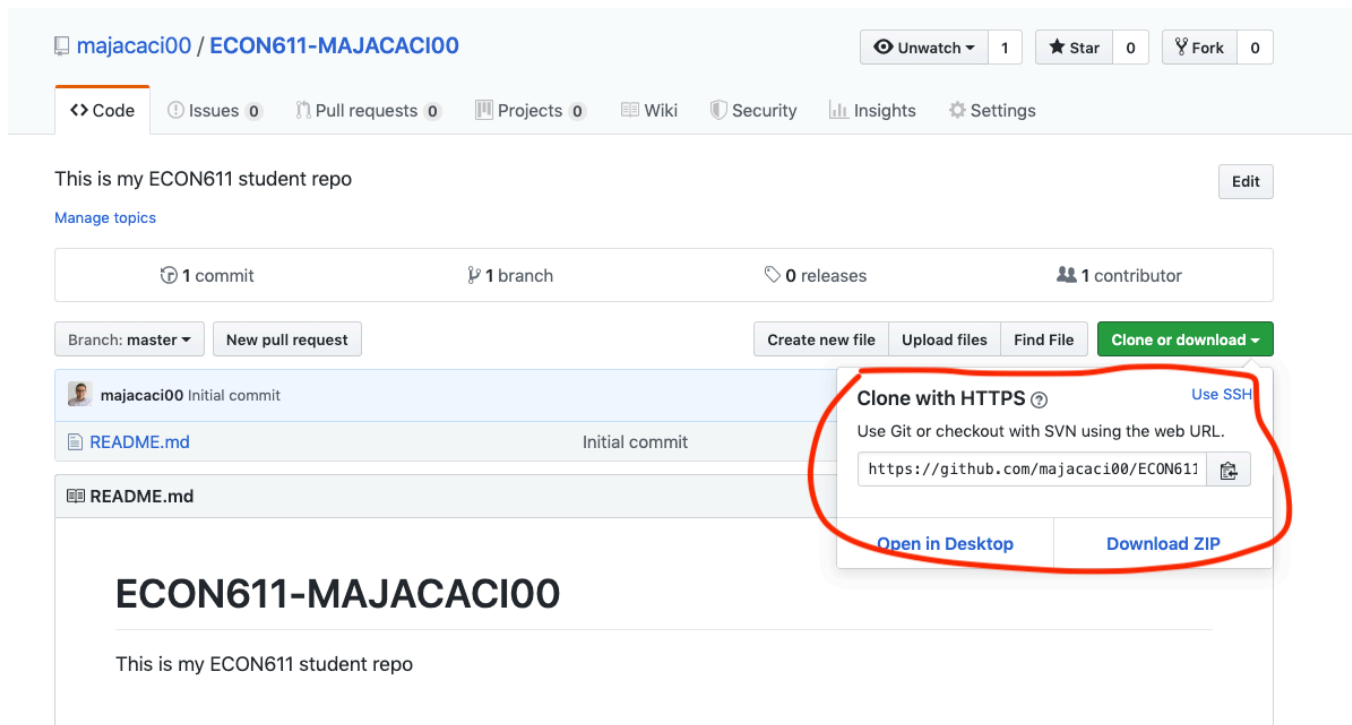 majacaci00 / ECON611-MAJACACI00
Unwatch 1 Star 0 Fork 0
Code Issues 0 Pull requests 0 Projects 0 Wiki Security Insights Settings
This is my ECON611 student repo
Edit
Manage topics
1 commit 1 branch 0 releases 1 contributor
Branch: master New pull request Create new file Upload files Find File Clone or download
majacaci00 Initial commit
README.md Initial commit
Clone with HTTPS ? Use SSH
Use Git or checkout with SVN using the web URL.
https://github.com/majacaci00/ECON611
Open in Desktop Download ZIP
README.md
ECON611-MAJACACI00
This is my ECON611 student repo